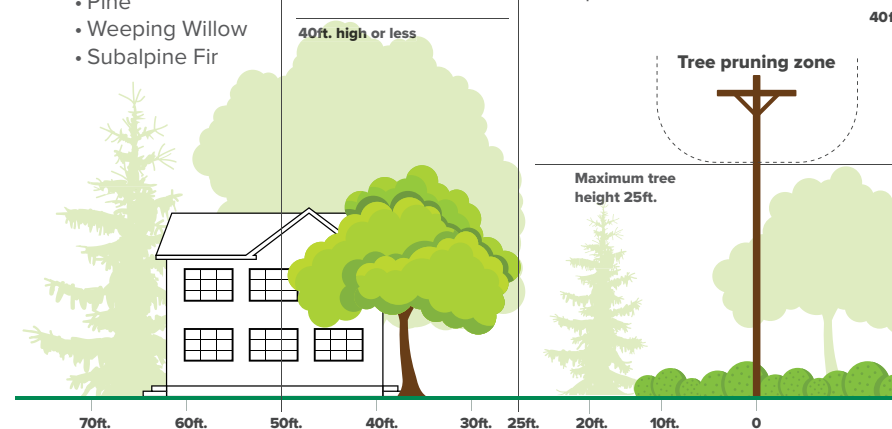 • Pine
• Weeping Willow
• Subalpine Fir
40ft. high or less
Tree pruning zone
Maximum tree
height 25ft.
70ft. 60ft. 50ft. 40ft. 30ft. 25ft. 20ft. 10ft. 0